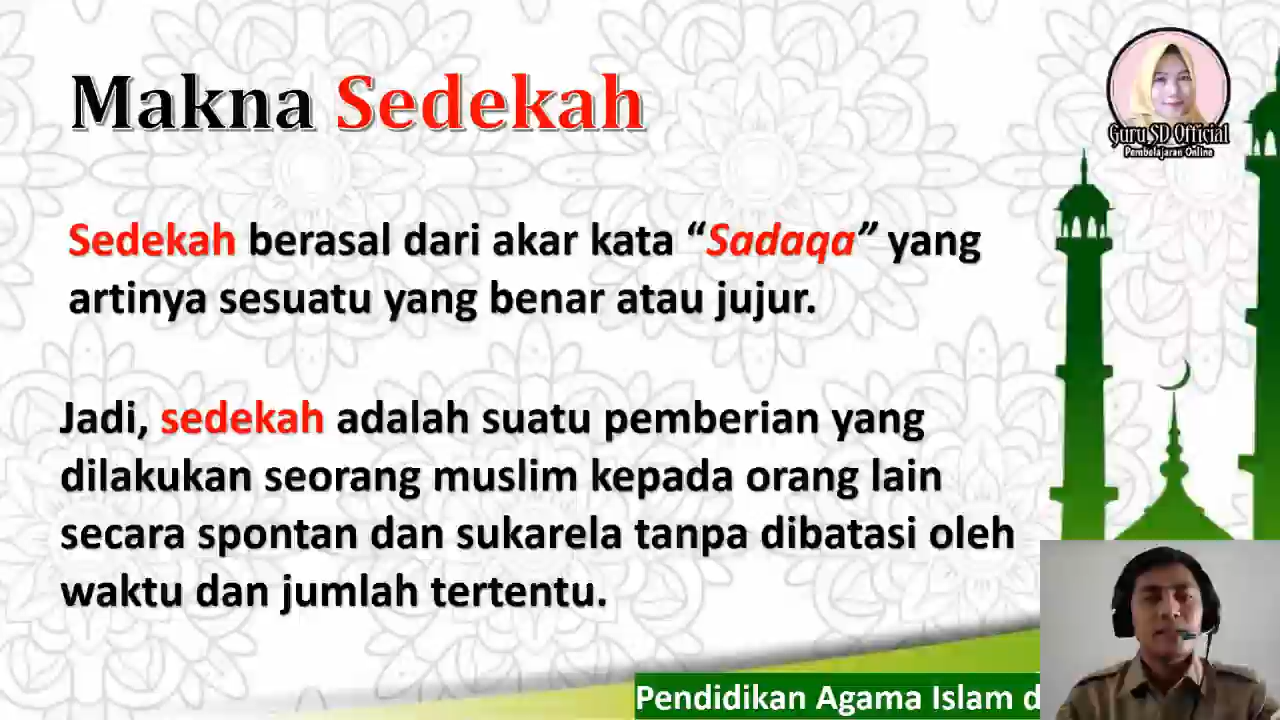 Makna Sedekah
Guru SD Official
Pembelajaran Online
Sedekah berasal dari akar kata “Sadaqa” yang
artinya sesuatu yang benar atau jujur.
Jadi, sedekah adalah suatu pemberian yang
dilakukan seorang muslim kepada orang lain
secara spontan dan sukarela tanpa dibatasi oleh
waktu dan jumlah tertentu.
Pendidikan Agama Islam d